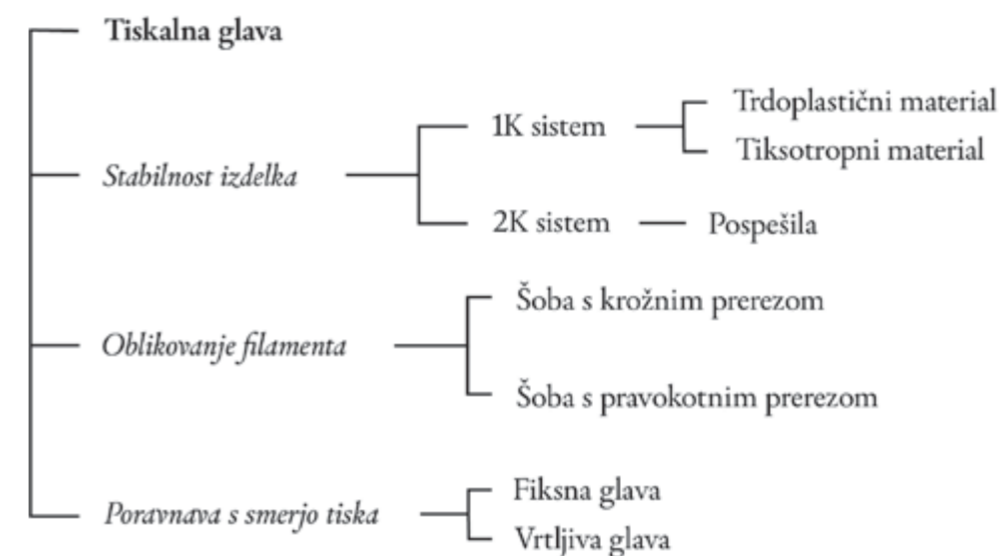 Tiskalna glava
Stabilnost izdelka
1K sistem
Trdoplastični material
Tiksotropni material
2K sistem
Pospešila
Oblikovanje filamenta
Šoba s krožnim prerezom
Šoba s pravokotnim prerezom
Poravnava s smerjo tiska
Fiksna glava
Vrtljiva glava